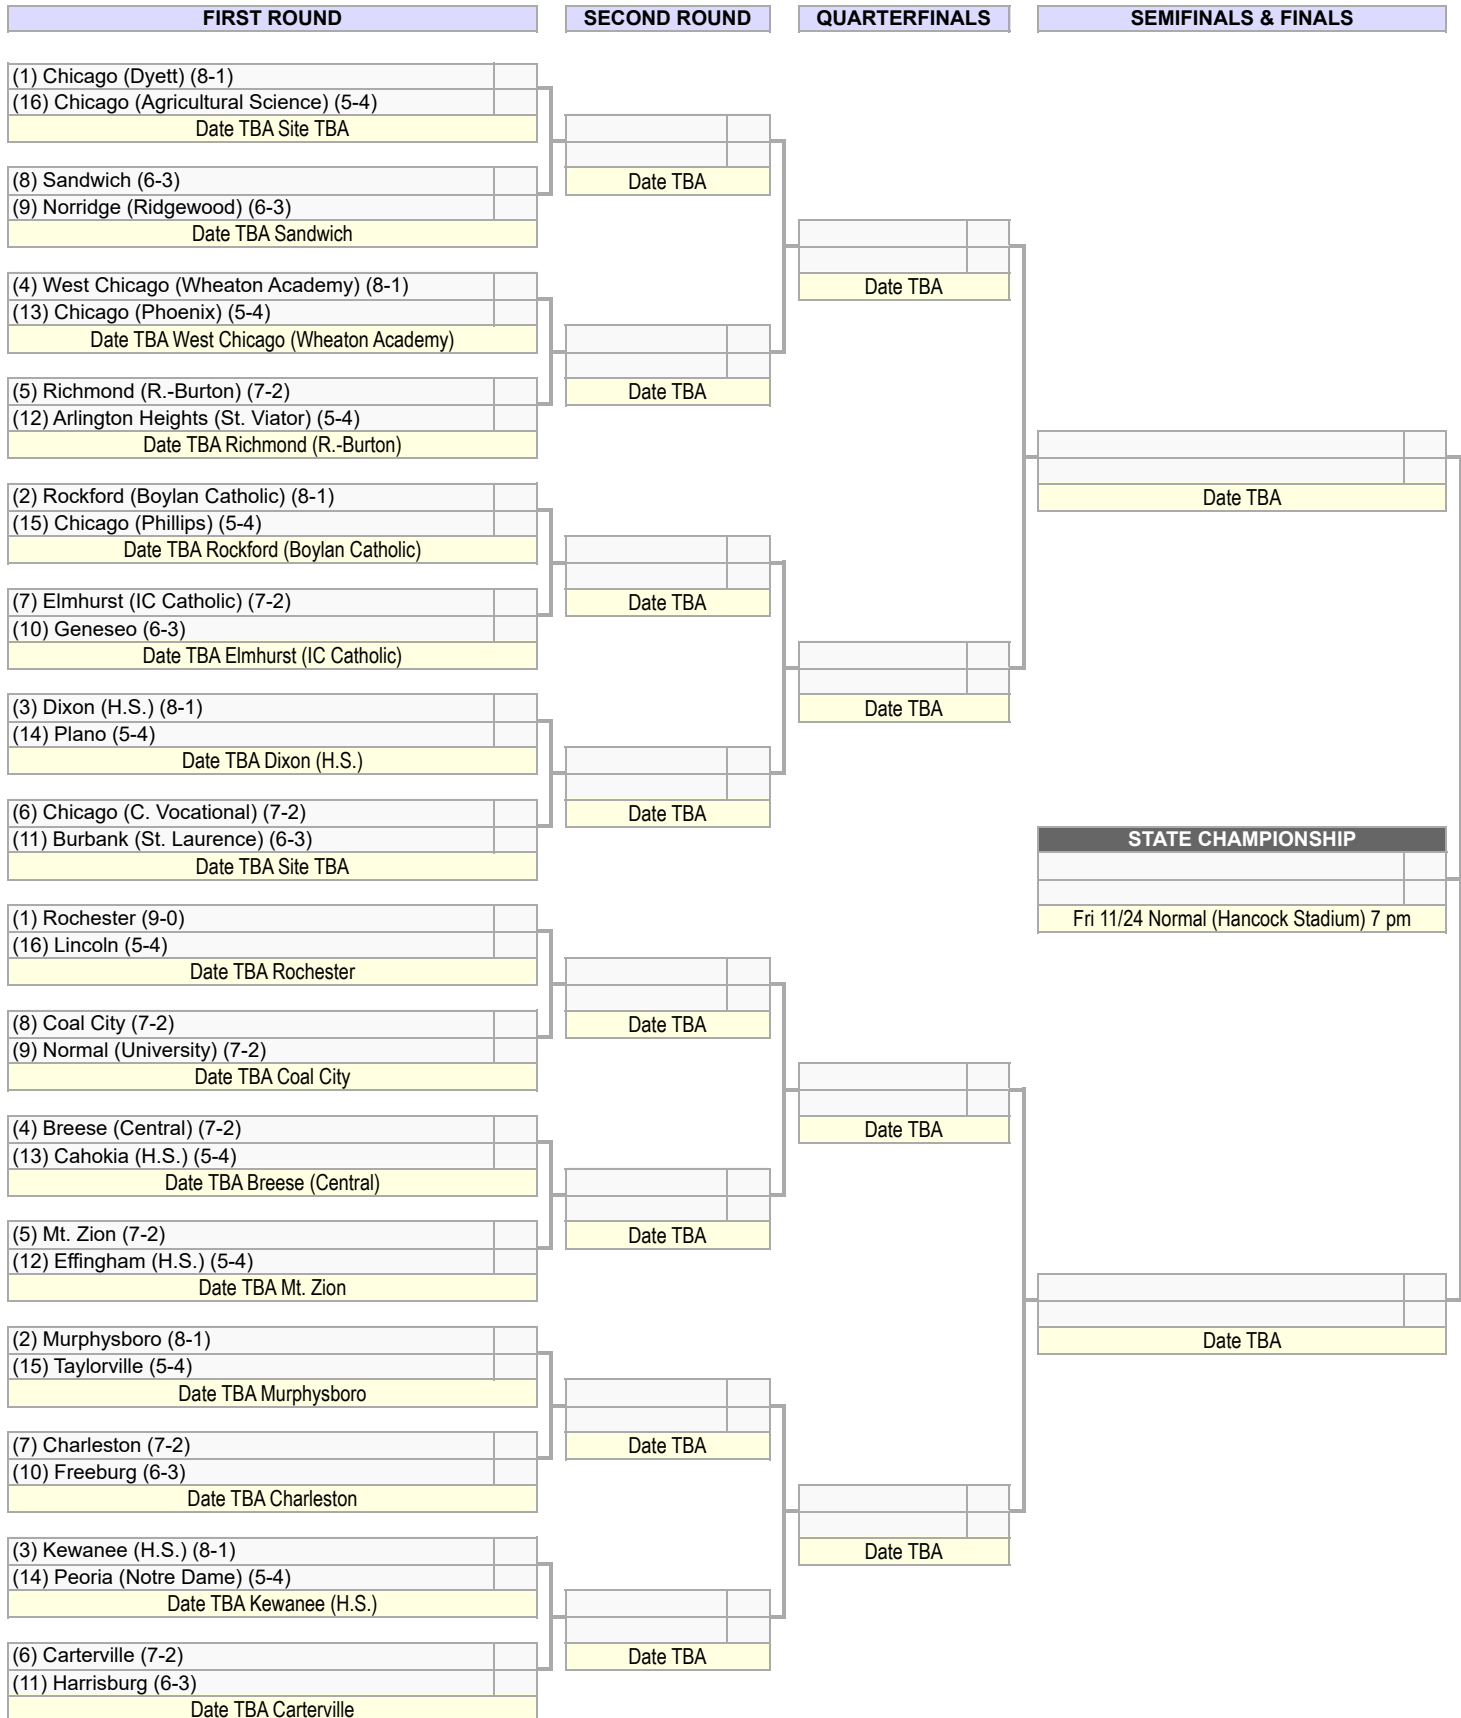 FIRST ROUND
SECOND ROUND
QUARTERFINALS
SEMIFINALS & FINALS
(1) Chicago (Dyett) (8-1)
(16) Chicago (Agricultural Science) (5-4)
Date TBA Site TBA
(8) Sandwich (6-3)
(9) Norridge (Ridgewood) (6-3)
Date TBA Sandwich
(4) West Chicago (Wheaton Academy) (8-1)
(13) Chicago (Phoenix) (5-4)
Date TBA West Chicago (Wheaton Academy)
(5) Richmond (R.-Burton) (7-2)
(12) Arlington Heights (St. Viator) (5-4)
Date TBA Richmond (R.-Burton)
(2) Rockford (Boylan Catholic) (8-1)
(15) Chicago (Phillips) (5-4)
Date TBA Rockford (Boylan Catholic)
(7) Elmhurst (IC Catholic) (7-2)
(10) Geneseo (6-3)
Date TBA Elmhurst (IC Catholic)
(3) Dixon (H.S.) (8-1)
(14) Plano (5-4)
Date TBA Dixon (H.S.)
(6) Chicago (C. Vocational) (7-2)
(11) Burbank (St. Laurence) (6-3)
Date TBA Site TBA
(1) Rochester (9-0)
(16) Lincoln (5-4)
Date TBA Rochester
(8) Coal City (7-2)
(9) Normal (University) (7-2)
Date TBA Coal City
(4) Breese (Central) (7-2)
(13) Cahokia (H.S.) (5-4)
Date TBA Breese (Central)
(5) Mt. Zion (7-2)
(12) Effingham (H.S.) (5-4)
Date TBA Mt. Zion
(2) Murphysboro (8-1)
(15) Taylorville (5-4)
Date TBA Murphysboro
(7) Charleston (7-2)
(10) Freeburg (6-3)
Date TBA Charleston
(3) Kewanee (H.S.) (8-1)
(14) Peoria (Notre Dame) (5-4)
Date TBA Kewanee (H.S.)
(6) Carterville (7-2)
(11) Harrisburg (6-3)
Date TBA Carterville
Date TBA
Date TBA
Date TBA
Date TBA
Date TBA
Date TBA
Date TBA
Date TBA
Date TBA
Date TBA
Date TBA
Date TBA
Date TBA
STATE CHAMPIONSHIP
Fri 11/24 Normal (Hancock Stadium) 7 pm
Date TBA